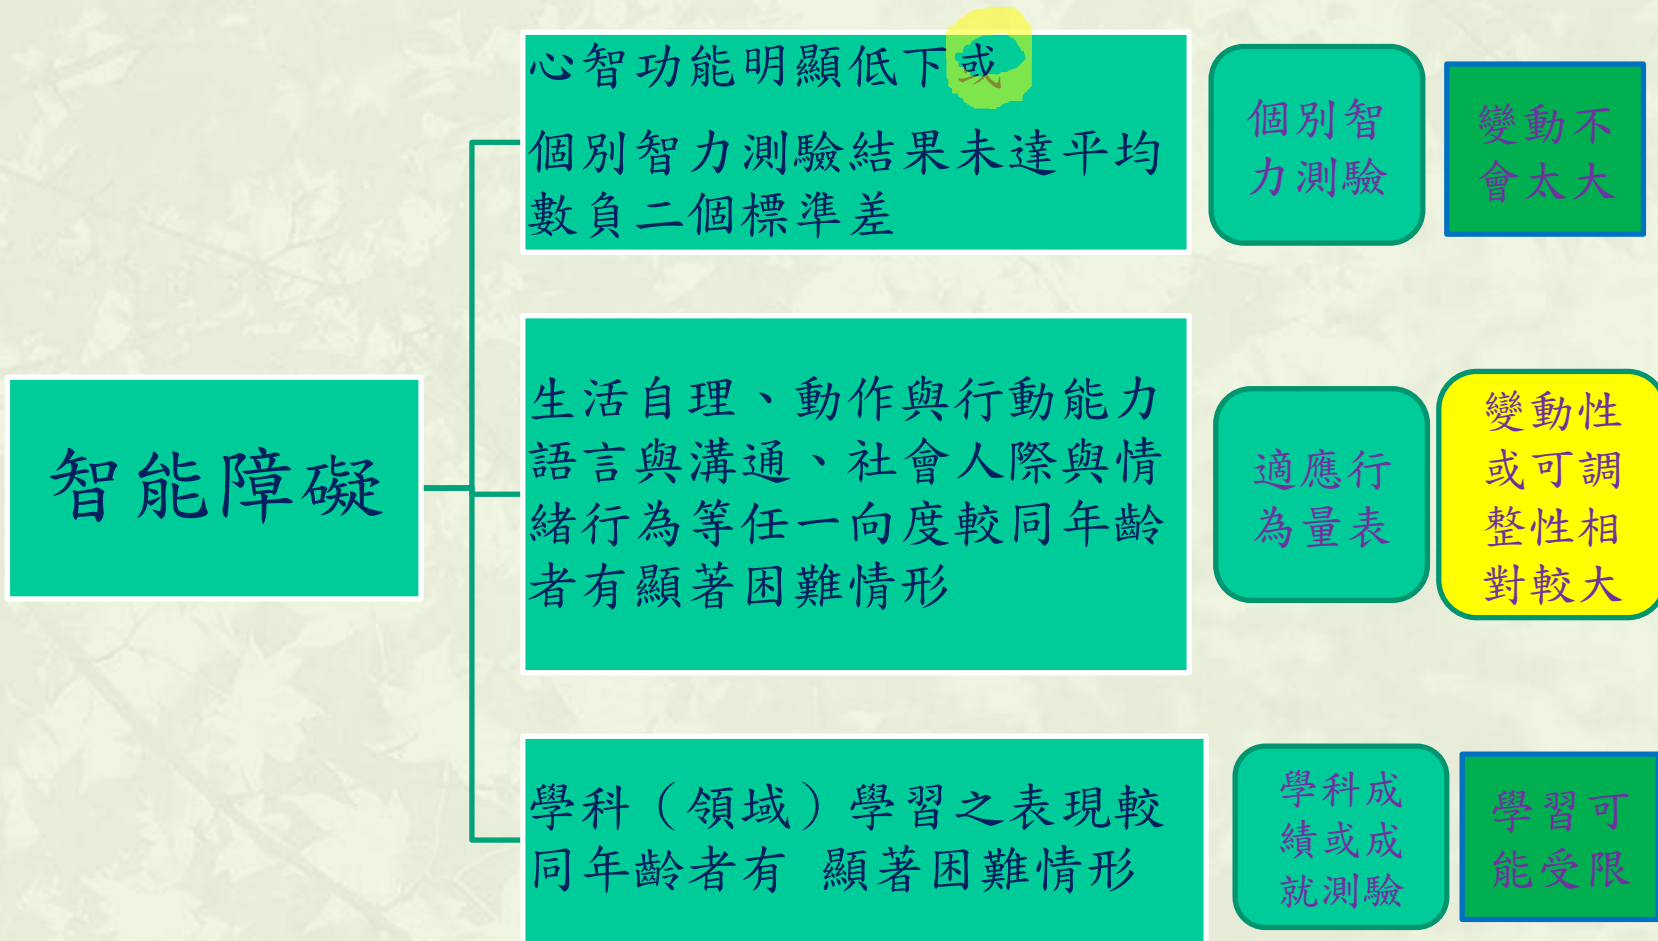 智能障礙
心智功能明顯低下或
個別智力測驗結果未達平均
數負二個標準差
個別智
力測驗
變動不
會太大
生活自理、動作與行動能力
語言與溝通、社會人際與情
緒行為等任一向度較同年齡
者有顯著困難情形
適應行
為量表
變動性
或可調
整性相
對較大
學科（領域）學習之表現較
同年齡者有 顯著困難情形
學科成
績或成
就測驗
學習可
能受限